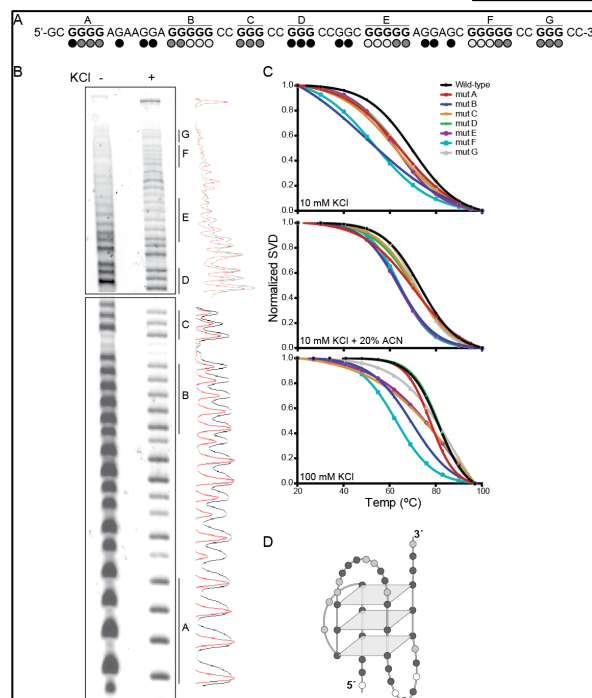 A
A B C D E F G
5'-GC GGGG AGAAGGA GGGGG CC GGG CC GGG CCGGC GGGGG AGGAGC GGGGG CC GGG CC-3'
B
KCl - +
G
F
E
D
C
B
A
C
Normalized SVD
1.0
0.8
0.6
0.4
0.2
0.0
10 mM KCl
Wild-type
mut A
mut B
mut C
mut D
mut E
mut F
mut G
1.0
0.8
0.6
0.4
0.2
0.0
10 mM KCl + 20% ACN
1.0
0.8
0.6
0.4
0.2
0.0
100 mM KCl
20 40 60 80 100
Temp (ºC)
D
3´
5´